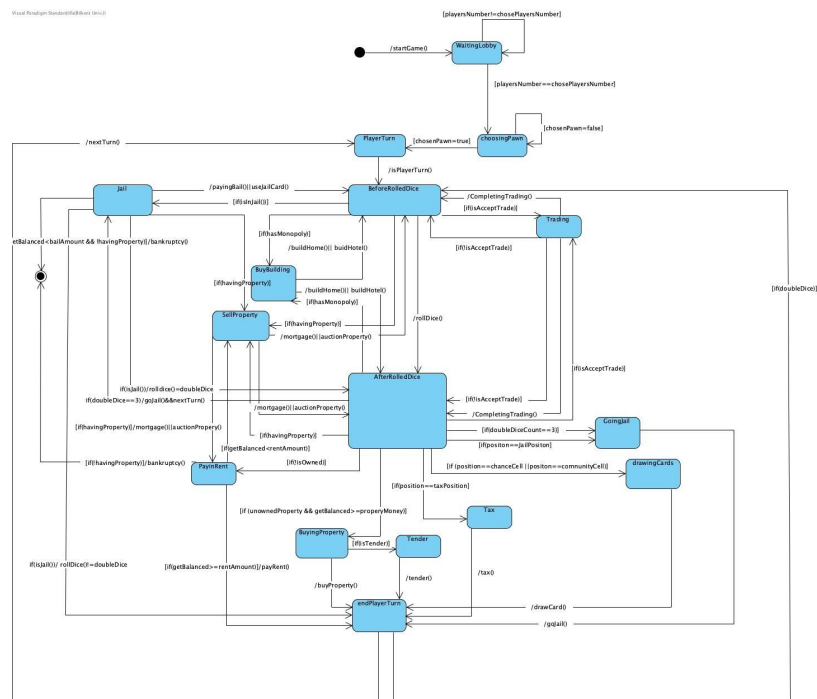 Visual Paradigm Standard(Bilkent Univ.)
[playersNumber!=chosePlayersNumber]
/startGame()
WaitingLobby
[playersNumber==chosePlayersNumber]
[chosenPawn=false]
/nextTurn()
PlayerTurn
[chosenPawn=true]
choosingPawn
/isPlayerTurn()
Jail
/payingBail()||useJailCard()
BeforeRolledDice
/CompletingTrading()
[if(isInJail()]
[if(isAcceptTrade)]
Trading
[if(hasMonopoly)]
etBalanced<bailAmount && !havingProperty]/bankruptcy()
/buildHome()|| buidHotel()
[if(!isAcceptTrade)]
BuyBuilding
[if(havingProperty)]
/buildHome()|| buildHotel()
[if(doubleDice)]
[if(hasMonopoly)]
SellProperty
[if(havingProperty)]
/rollDice()
/mortgage()||auctionProperty()
[if(isAcceptTrade)]
AfterRolledDice
if(isJail())/rolldice()=doubleDice
if(doubleDice==3)/goJail()&&nextTurn()
[if(!isAcceptTrade)]
/mortgage()||auctionProperty()
/CompletingTrading()
GoingJail
[if(havingProperty)]/mortgage()||auctionPropery()
[if(doubleDiceCount==3)]
[if(havingProperty)]
[if(positon==JailPositon]
[if(getBalanced<rentAmount)]
[if(!havingProperty)]/bankruptcy()
PayinRent
[if(!isOwned)]
[if (position==chanceCell ||positon==comnunityCell)]
drawingCards
[if(position==taxPosition]
[if (unownedProperty && getBalanced>=properyMoney)]
Tax
BuyingProperty
[if(isTender)]
Tender
if(isJail())/ rollDice()!=doubleDice
[if(getBalanced>=rentAmount)]/payRent()
/buyProperty()
/tender()
/tax()
endPlayerTurn
/drawCard()
/goJail()